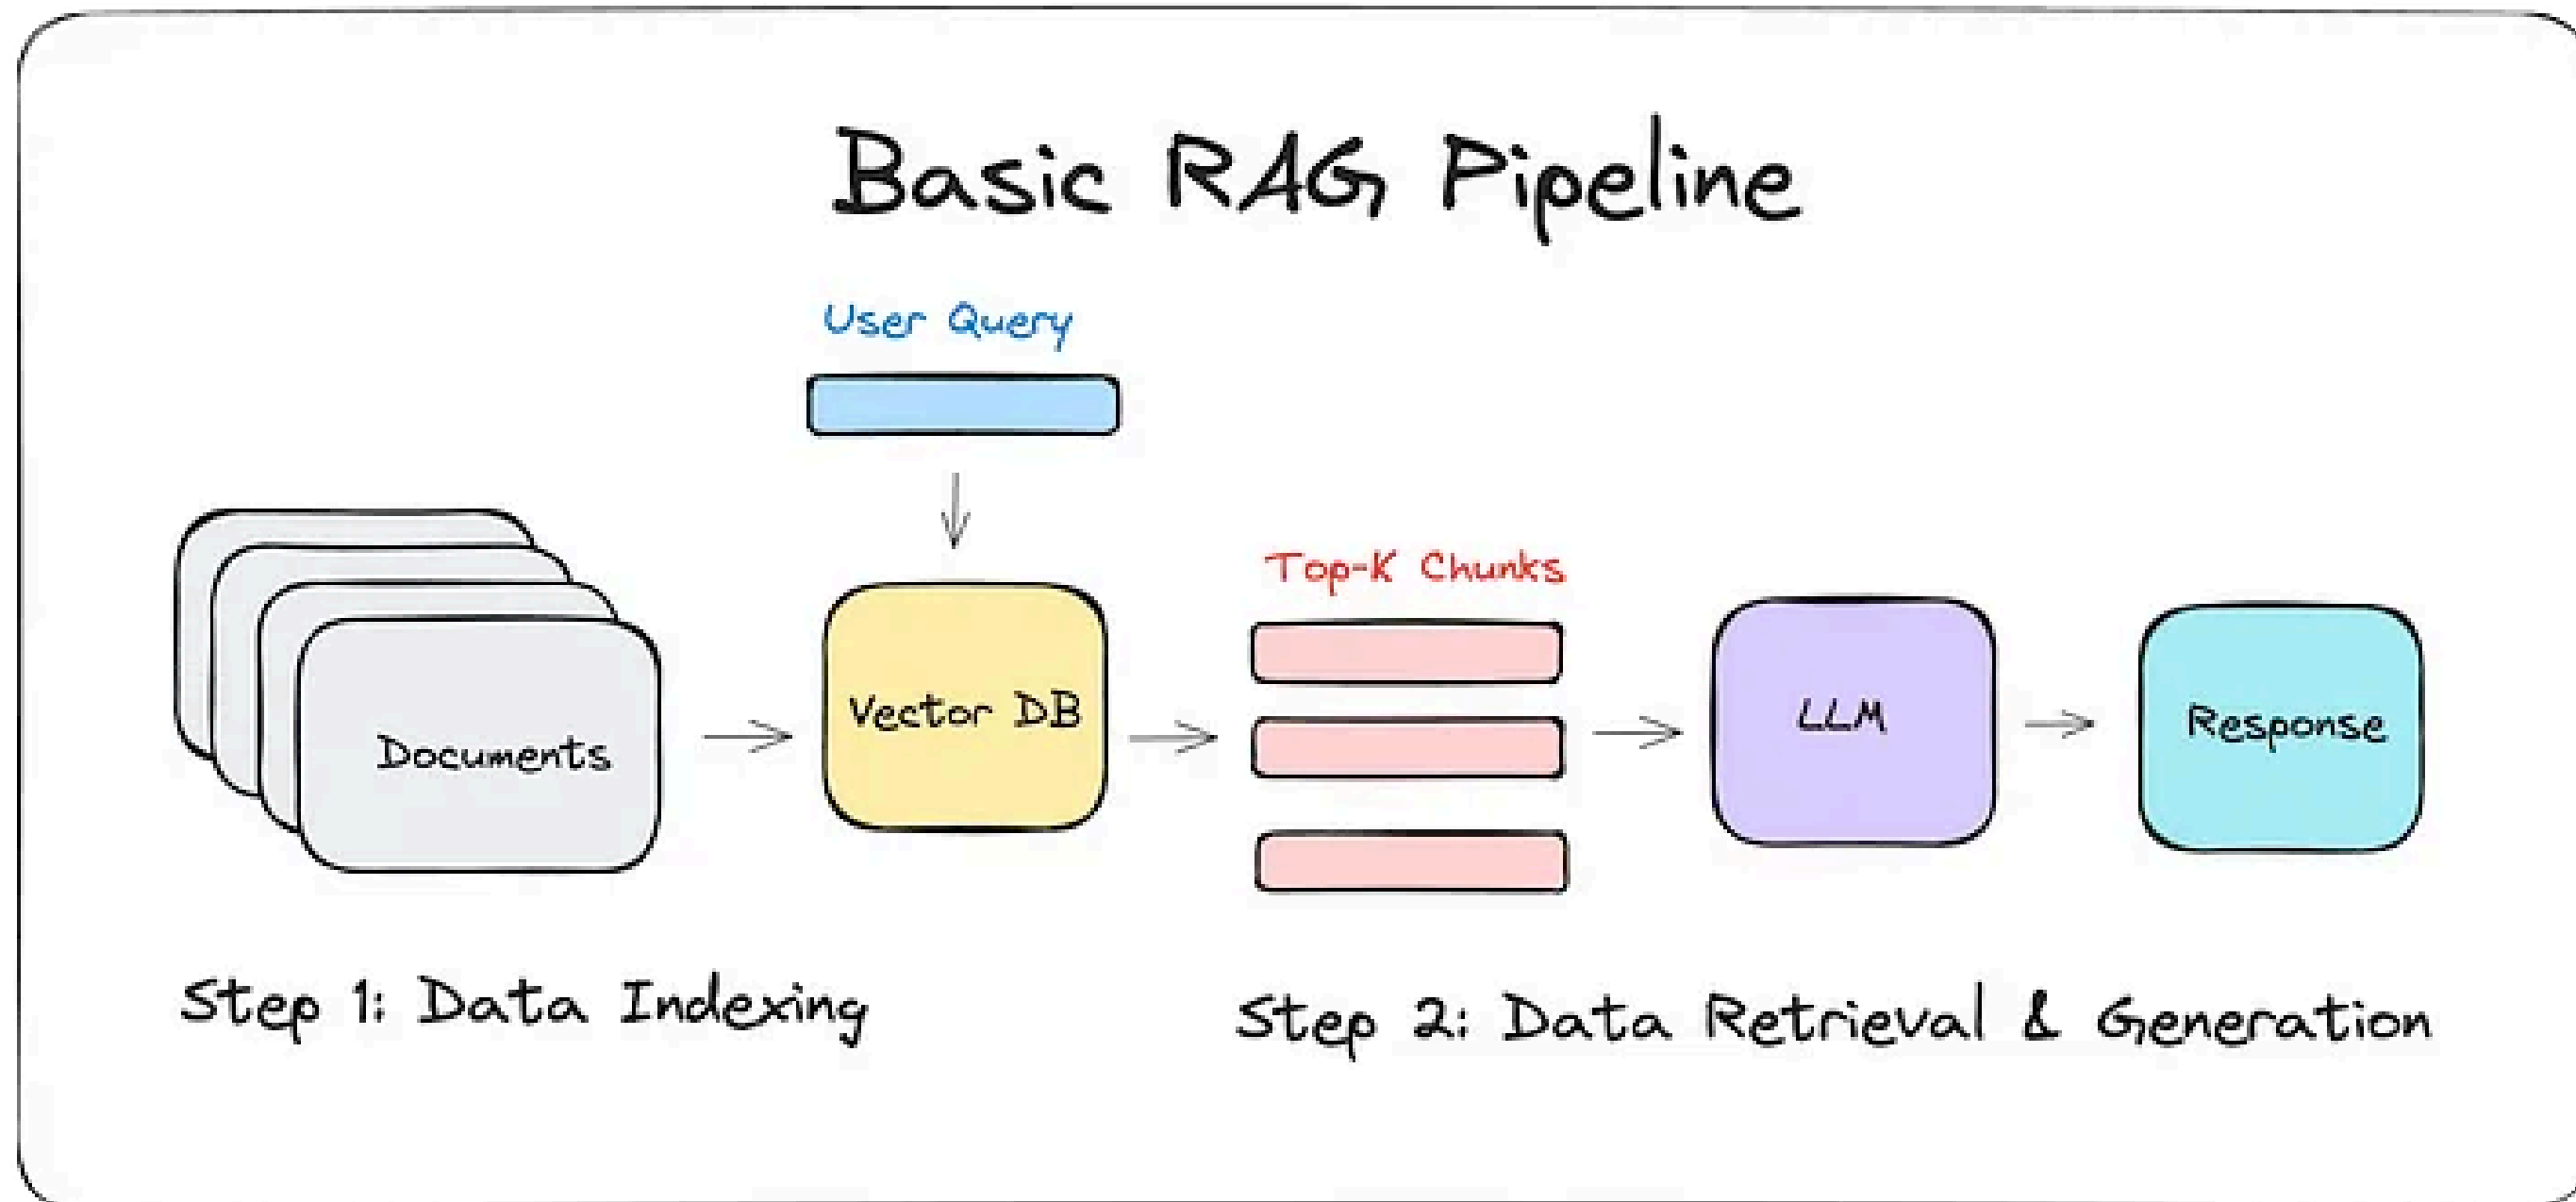 Basic RAG Pipeline
User Query
Top-K Chunks
Documents
Vector DB
LLM
Response
Step 1: Data Indexing
Step 2: Data Retrieval & Generation